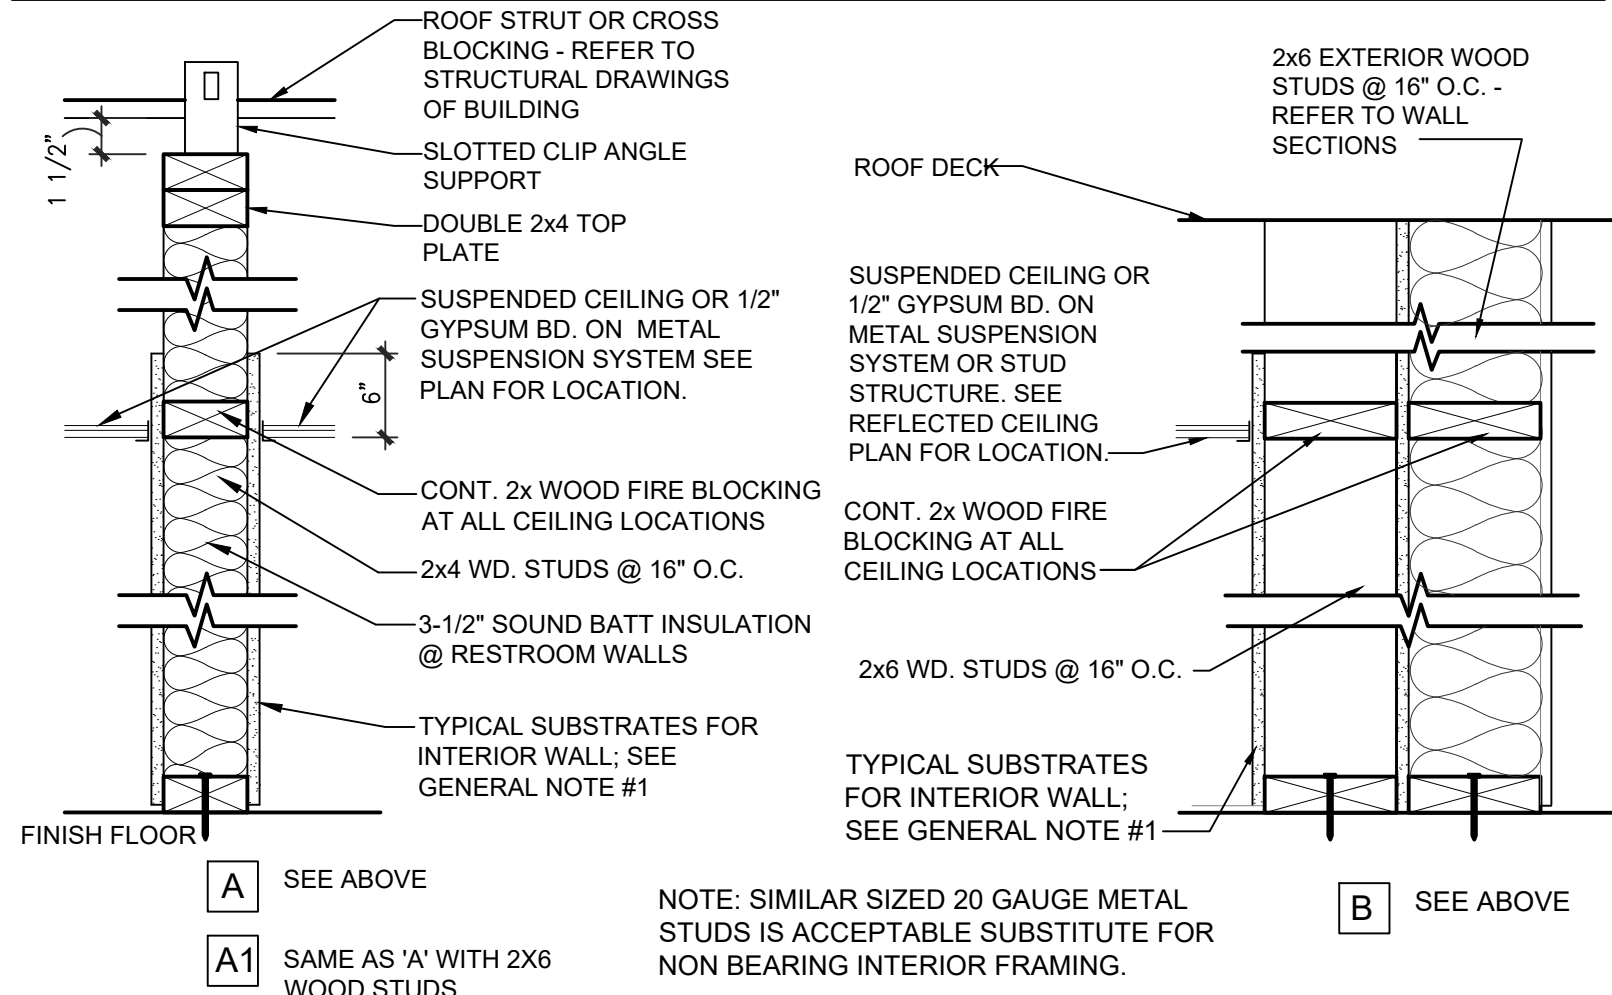 ROOF STRUT OR CROSS
BLOCKING - REFER TO
STRUCTURAL DRAWINGS
OF BUILDING
1 1/2"
SLOTTED CLIP ANGLE
SUPPORT
DOUBLE 2x4 TOP
PLATE
SUSPENDED CEILING OR 1/2"
GYPSUM BD. ON METAL
SUSPENSION SYSTEM SEE
PLAN FOR LOCATION.
6"
CONT. 2x WOOD FIRE BLOCKING
AT ALL CEILING LOCATIONS
2x4 WD. STUDS @ 16" O.C.
3-1/2" SOUND BATT INSULATION
@ RESTROOM WALLS
TYPICAL SUBSTRATES FOR
INTERIOR WALL; SEE
GENERAL NOTE #1
FINISH FLOOR
A SEE ABOVE
A1 SAME AS 'A' WITH 2X6
WOOD STUDS
2x6 EXTERIOR WOOD
STUDS @ 16" O.C. -
REFER TO WALL
SECTIONS
ROOF DECK
SUSPENDED CEILING OR
1/2" GYPSUM BD. ON
METAL SUSPENSION
SYSTEM OR STUD
STRUCTURE. SEE
REFLECTED CEILING
PLAN FOR LOCATION.
CONT. 2x WOOD FIRE
BLOCKING AT ALL
CEILING LOCATIONS
2x6 WD. STUDS @ 16" O.C.
TYPICAL SUBSTRATES
FOR INTERIOR WALL;
SEE GENERAL NOTE #1
NOTE: SIMILAR SIZED 20 GAUGE METAL
STUDS IS ACCEPTABLE SUBSTITUTE FOR
NON BEARING INTERIOR FRAMING.
B SEE ABOVE